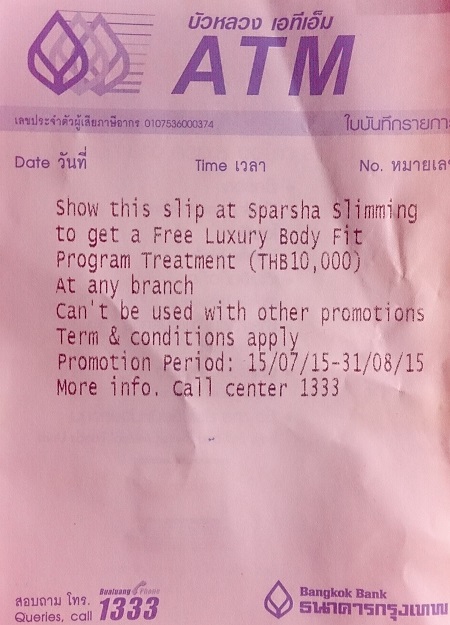 บัวหลวง เอทีเอ็ม
ATM
เลขประจำตัวผู้เสียภาษีอากร 0107536000374
ใบบันทึกรายกา
Date วันที่ Time เวลา No. หมายเล
Show this slip at Sparsha Slimming
to get a Free Luxury Body Fit
Program Treatment (THB10,000)
At any branch
Can't be used with other promotions
Term & conditions apply
Promotion Period: 15/07/15-31/08/15
More info. Call center 1333
สอบถาม โทร.
Queries, call
Bualuang Phone
1333
Bangkok Bank
ธนาคารกรุงเทพ